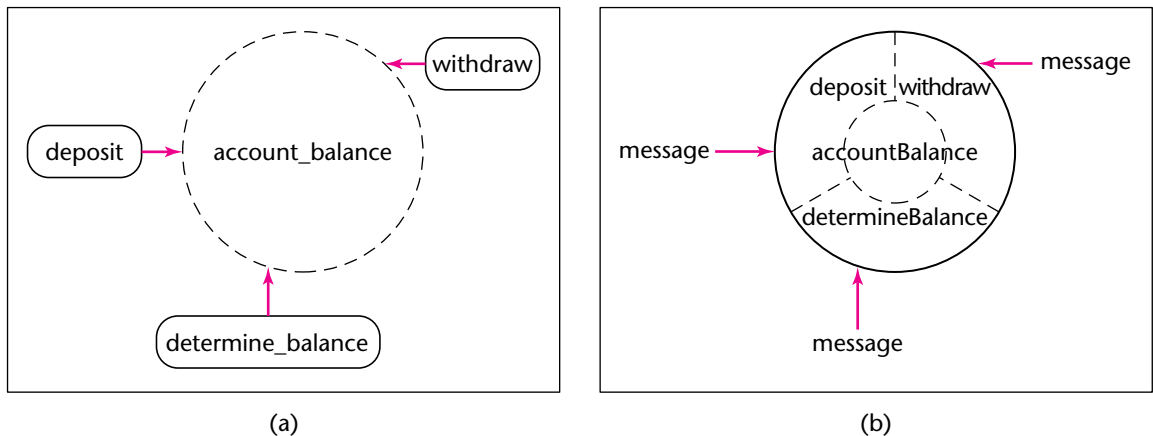 withdraw
deposit
account_balance
determine_balance
(a)
message
deposit
withdraw
message
accountBalance
determineBalance
message
(b)